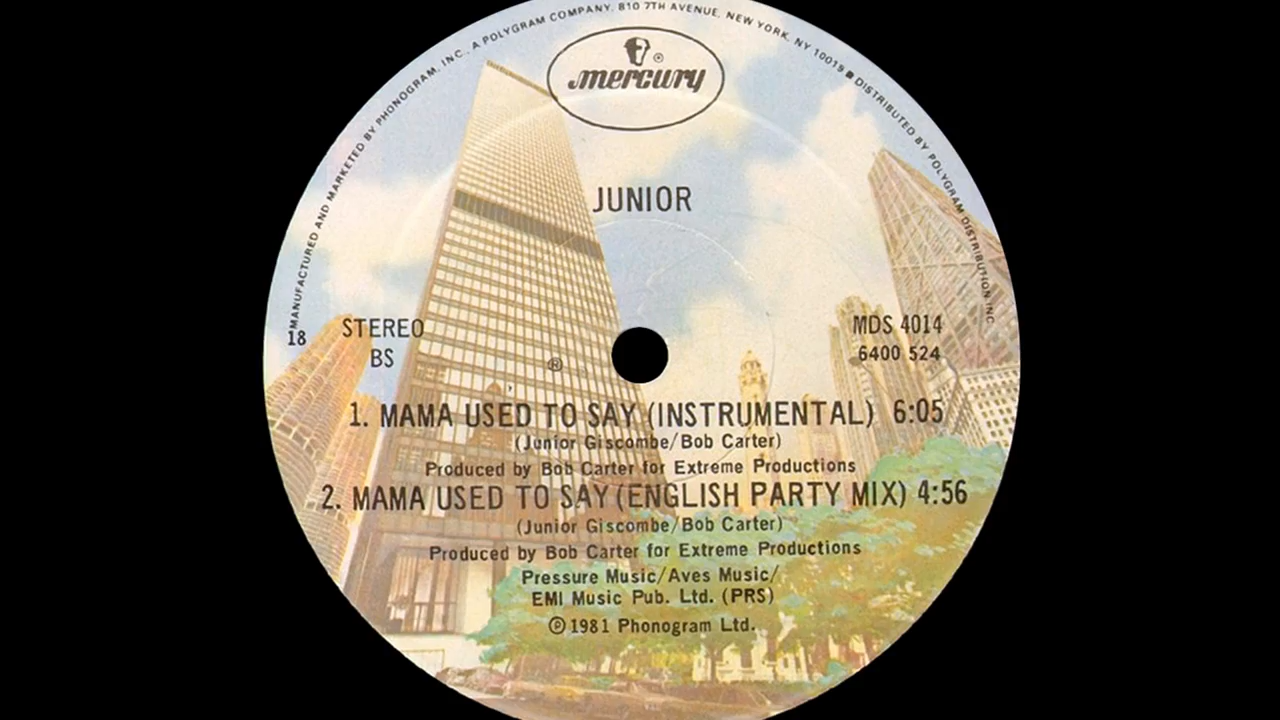 MANUFACTURED AND MARKETED BY PHONOGRAM, INC., A POLYGRAM COMPANY, 810 7TH AVENUE, NEW YORK, NY 10019 ■ DISTRIBUTED BY POLYGRAM DISTRIBUTION, INC.
mercury ®
JUNIOR
18
STEREO
BS
®
MDS 4014
6400 524
1. MAMA USED TO SAY (INSTRUMENTAL) 6:05
(Junior Giscombe/Bob Carter)
Produced by Bob Carter for Extreme Productions
2. MAMA USED TO SAY (ENGLISH PARTY MIX) 4:56
(Junior Giscombe/Bob Carter)
Produced by Bob Carter for Extreme Productions
Pressure Music/Aves Music/
EMI Music Pub. Ltd. (PRS)
℗ 1981 Phonogram Ltd.